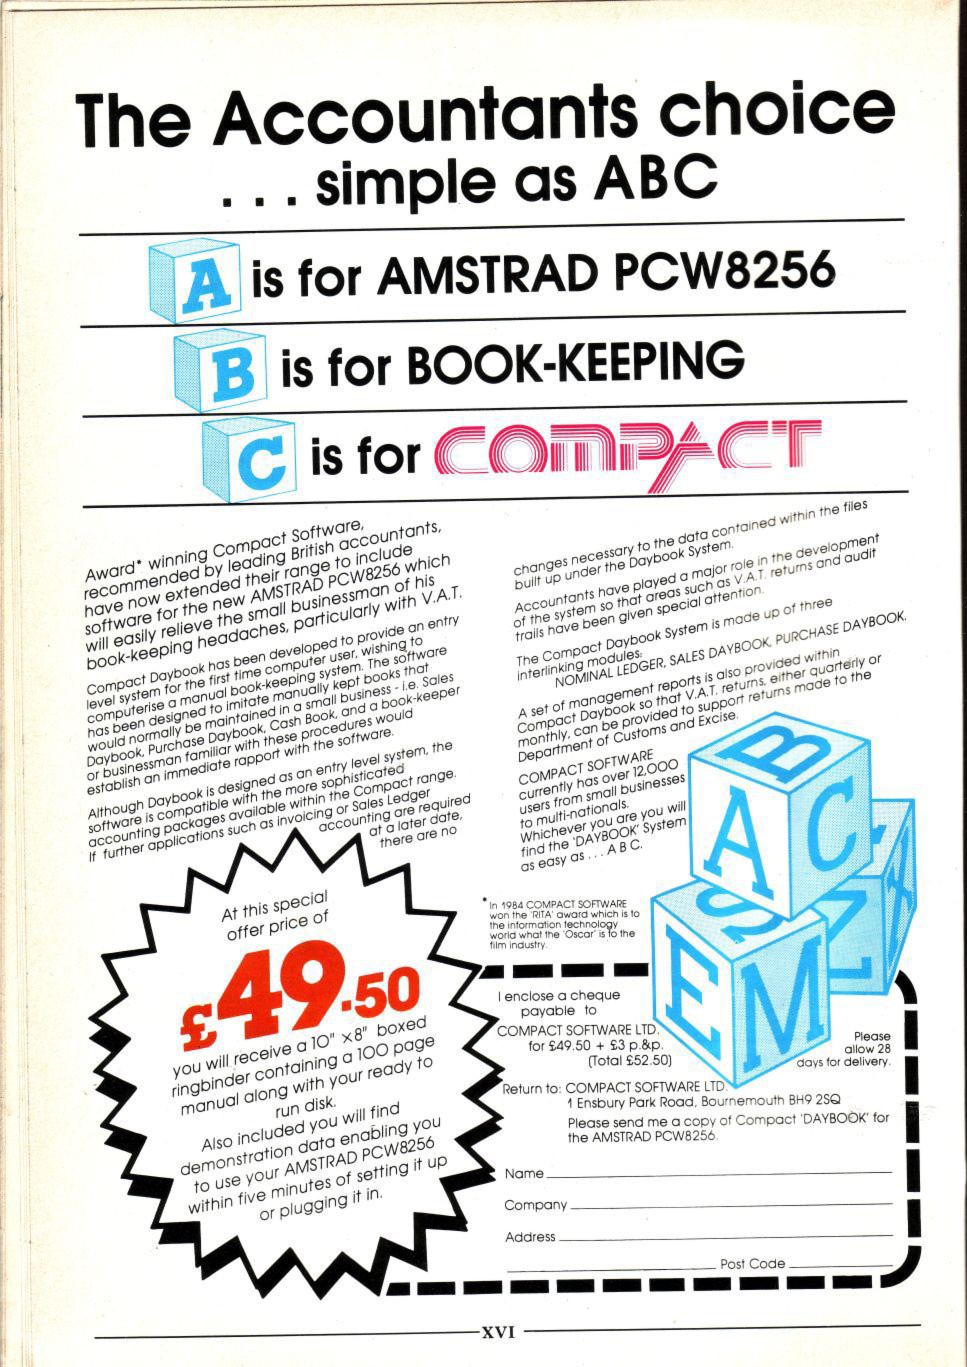 The Accountants choice
. . . simple as ABC
A is for AMSTRAD PCW8256
B is for BOOK-KEEPING
C is for COMPACT
Award* winning Compact Software,
recommended by leading British accountants,
have now extended their range to include
software for the new AMSTRAD PCW8256 which
will easily relieve the small businessman of his
book-keeping headaches, particularly with V.A.T.
Compact Daybook has been developed to provide an entry
level system for the first time computer user, wishing to
computerise a manual book-keeping system. The software
has been designed to imitate manually kept books that
would normally be maintained in a small business - i.e. Sales
Daybook, Purchase Daybook, Cash Book, and a book-keeper
or businessman familiar with these procedures would
establish an immediate rapport with the software.
Although Daybook is designed as an entry level system, the
software is compatible with the more sophisticated
accounting packages available within the Compact range.
If further applications such as invoicing or Sales Ledger
accounting are required
at a later date,
there are no
changes necessary to the data contained within the files
built up under the Daybook System.
Accountants have played a major role in the development
of the system so that areas such as V.A.T. returns and audit
trails have been given special attention.
The Compact Daybook System is made up of three
interlinking modules:
NOMINAL LEDGER, SALES DAYBOOK, PURCHASE DAYBOOK.
A set of management reports is also provided within
Compact Daybook so that V.A.T. returns, either quarterly or
monthly, can be provided to support returns made to the
Department of Customs and Excise.
COMPACT SOFTWARE
currently has over 12,000
users from small businesses
to multi-nationals.
Whichever you are you will
find the 'DAYBOOK' System
as easy as . . . A B C.
* In 1984 COMPACT SOFTWARE
won the 'RITA' award which is to
the information technology
world what the 'Oscar' is to the
film industry.
B
A C
S
E M
At this special
offer price of
£49.50
you will receive a 10" x8" boxed
ringbinder containing a 100 page
manual along with your ready to
run disk.
Also included you will find
demonstration data enabling you
to use your AMSTRAD PCW8256
within five minutes of setting it up
or plugging it in.
I enclose a cheque
payable to
COMPACT SOFTWARE LTD.
for £49.50 + £3 p.&p.
(Total £52.50)
Please
allow 28
days for delivery.
Return to: COMPACT SOFTWARE LTD.
1 Ensbury Park Road, Bournemouth BH9 2SQ
Please send me a copy of Compact 'DAYBOOK' for
the AMSTRAD PCW8256.
Name
Company
Address
Post Code
XVI